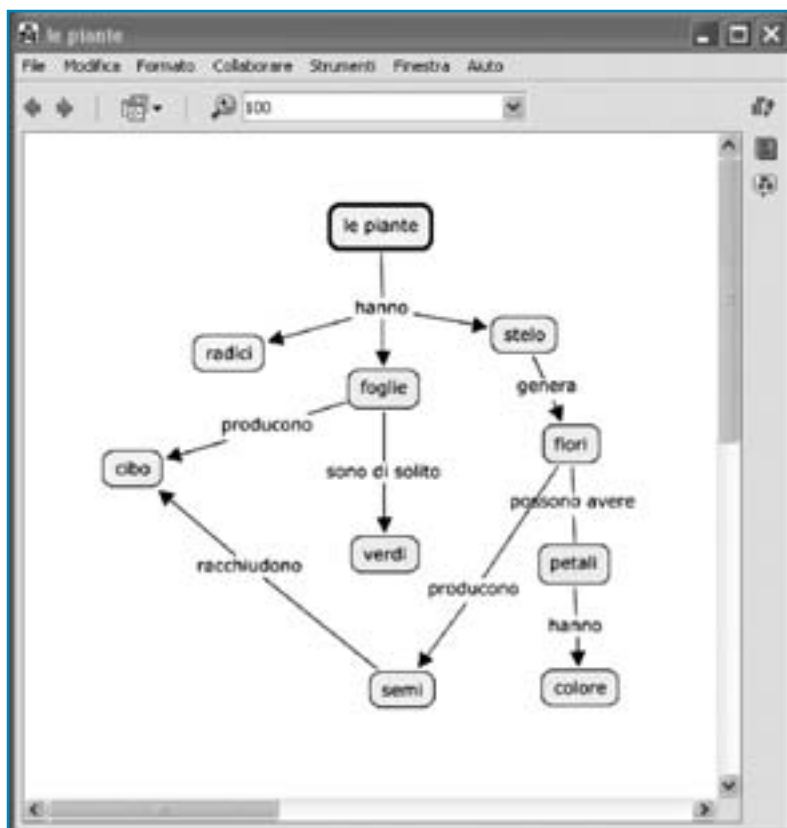 le piante
File Modifica Formato Collaborare Strumenti Finestra Aiuto
100
le piante
hanno
radici
stelo
foglie
genera
producono
fiori
cibo
sono di solito
possono avere
verdi
racchiudono
petali
producono
hanno
semi
colore